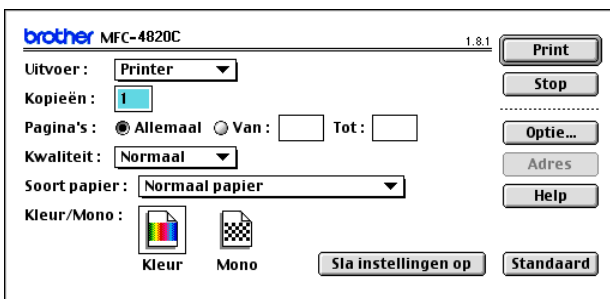 brother MFC-4820C 1.8.1
Print
Uitvoer: Printer
Stop
Kopieën: 1
Pagina's: Allemaal Van: Tot:
Optie...
Kwaliteit: Normaal
Adres
Soort papier: Normaal papier
Help
Kleur/Mono:
Kleur Mono
Sla instellingen op Standaard